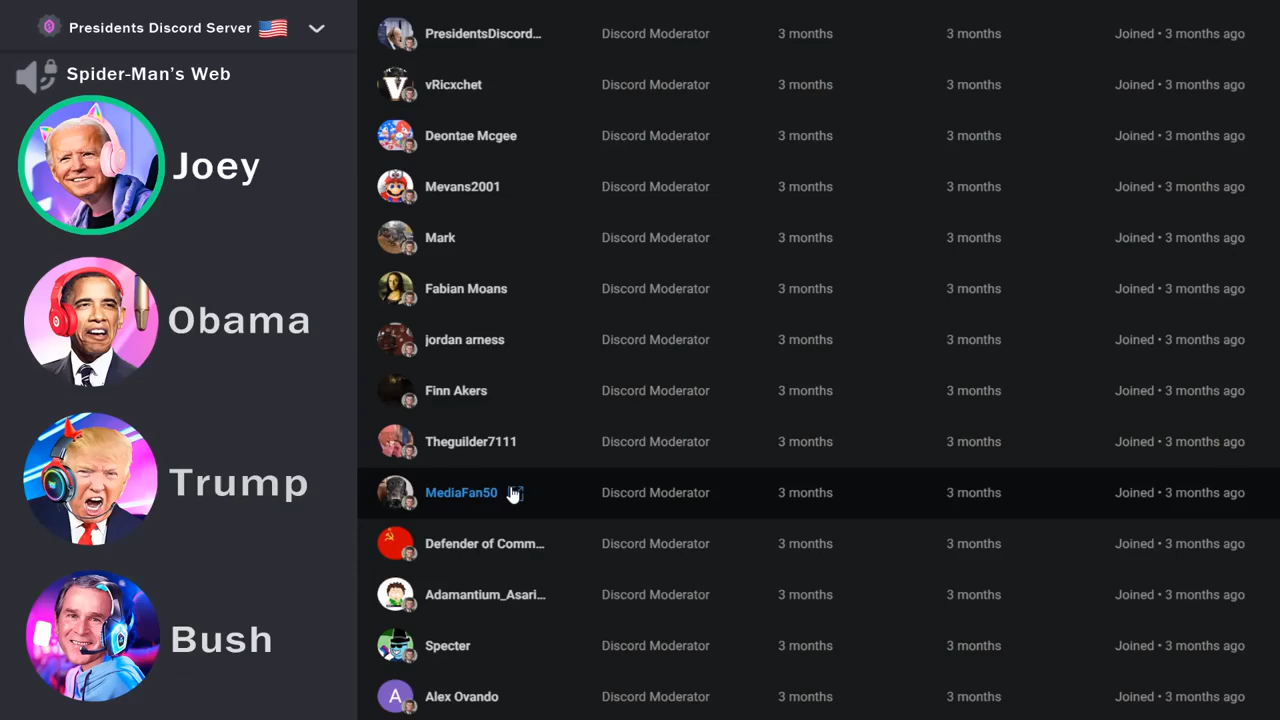 Presidents Discord Server
Spider-Man's Web
Joey
Obama
Trump
Bush
PresidentsDiscord... Discord Moderator 3 months 3 months Joined • 3 months ago
vRicxchet Discord Moderator 3 months 3 months Joined • 3 months ago
Deontae Mcgee Discord Moderator 3 months 3 months Joined • 3 months ago
Mevans2001 Discord Moderator 3 months 3 months Joined • 3 months ago
Mark Discord Moderator 3 months 3 months Joined • 3 months ago
Fabian Moans Discord Moderator 3 months 3 months Joined • 3 months ago
jordan arness Discord Moderator 3 months 3 months Joined • 3 months ago
Finn Akers Discord Moderator 3 months 3 months Joined • 3 months ago
Theguilder7111 Discord Moderator 3 months 3 months Joined • 3 months ago
MediaFan50 Discord Moderator 3 months 3 months Joined • 3 months ago
Defender of Comm... Discord Moderator 3 months 3 months Joined • 3 months ago
Adamantium_Asari... Discord Moderator 3 months 3 months Joined • 3 months ago
Specter Discord Moderator 3 months 3 months Joined • 3 months ago
A Alex Ovando Discord Moderator 3 months 3 months Joined • 3 months ago